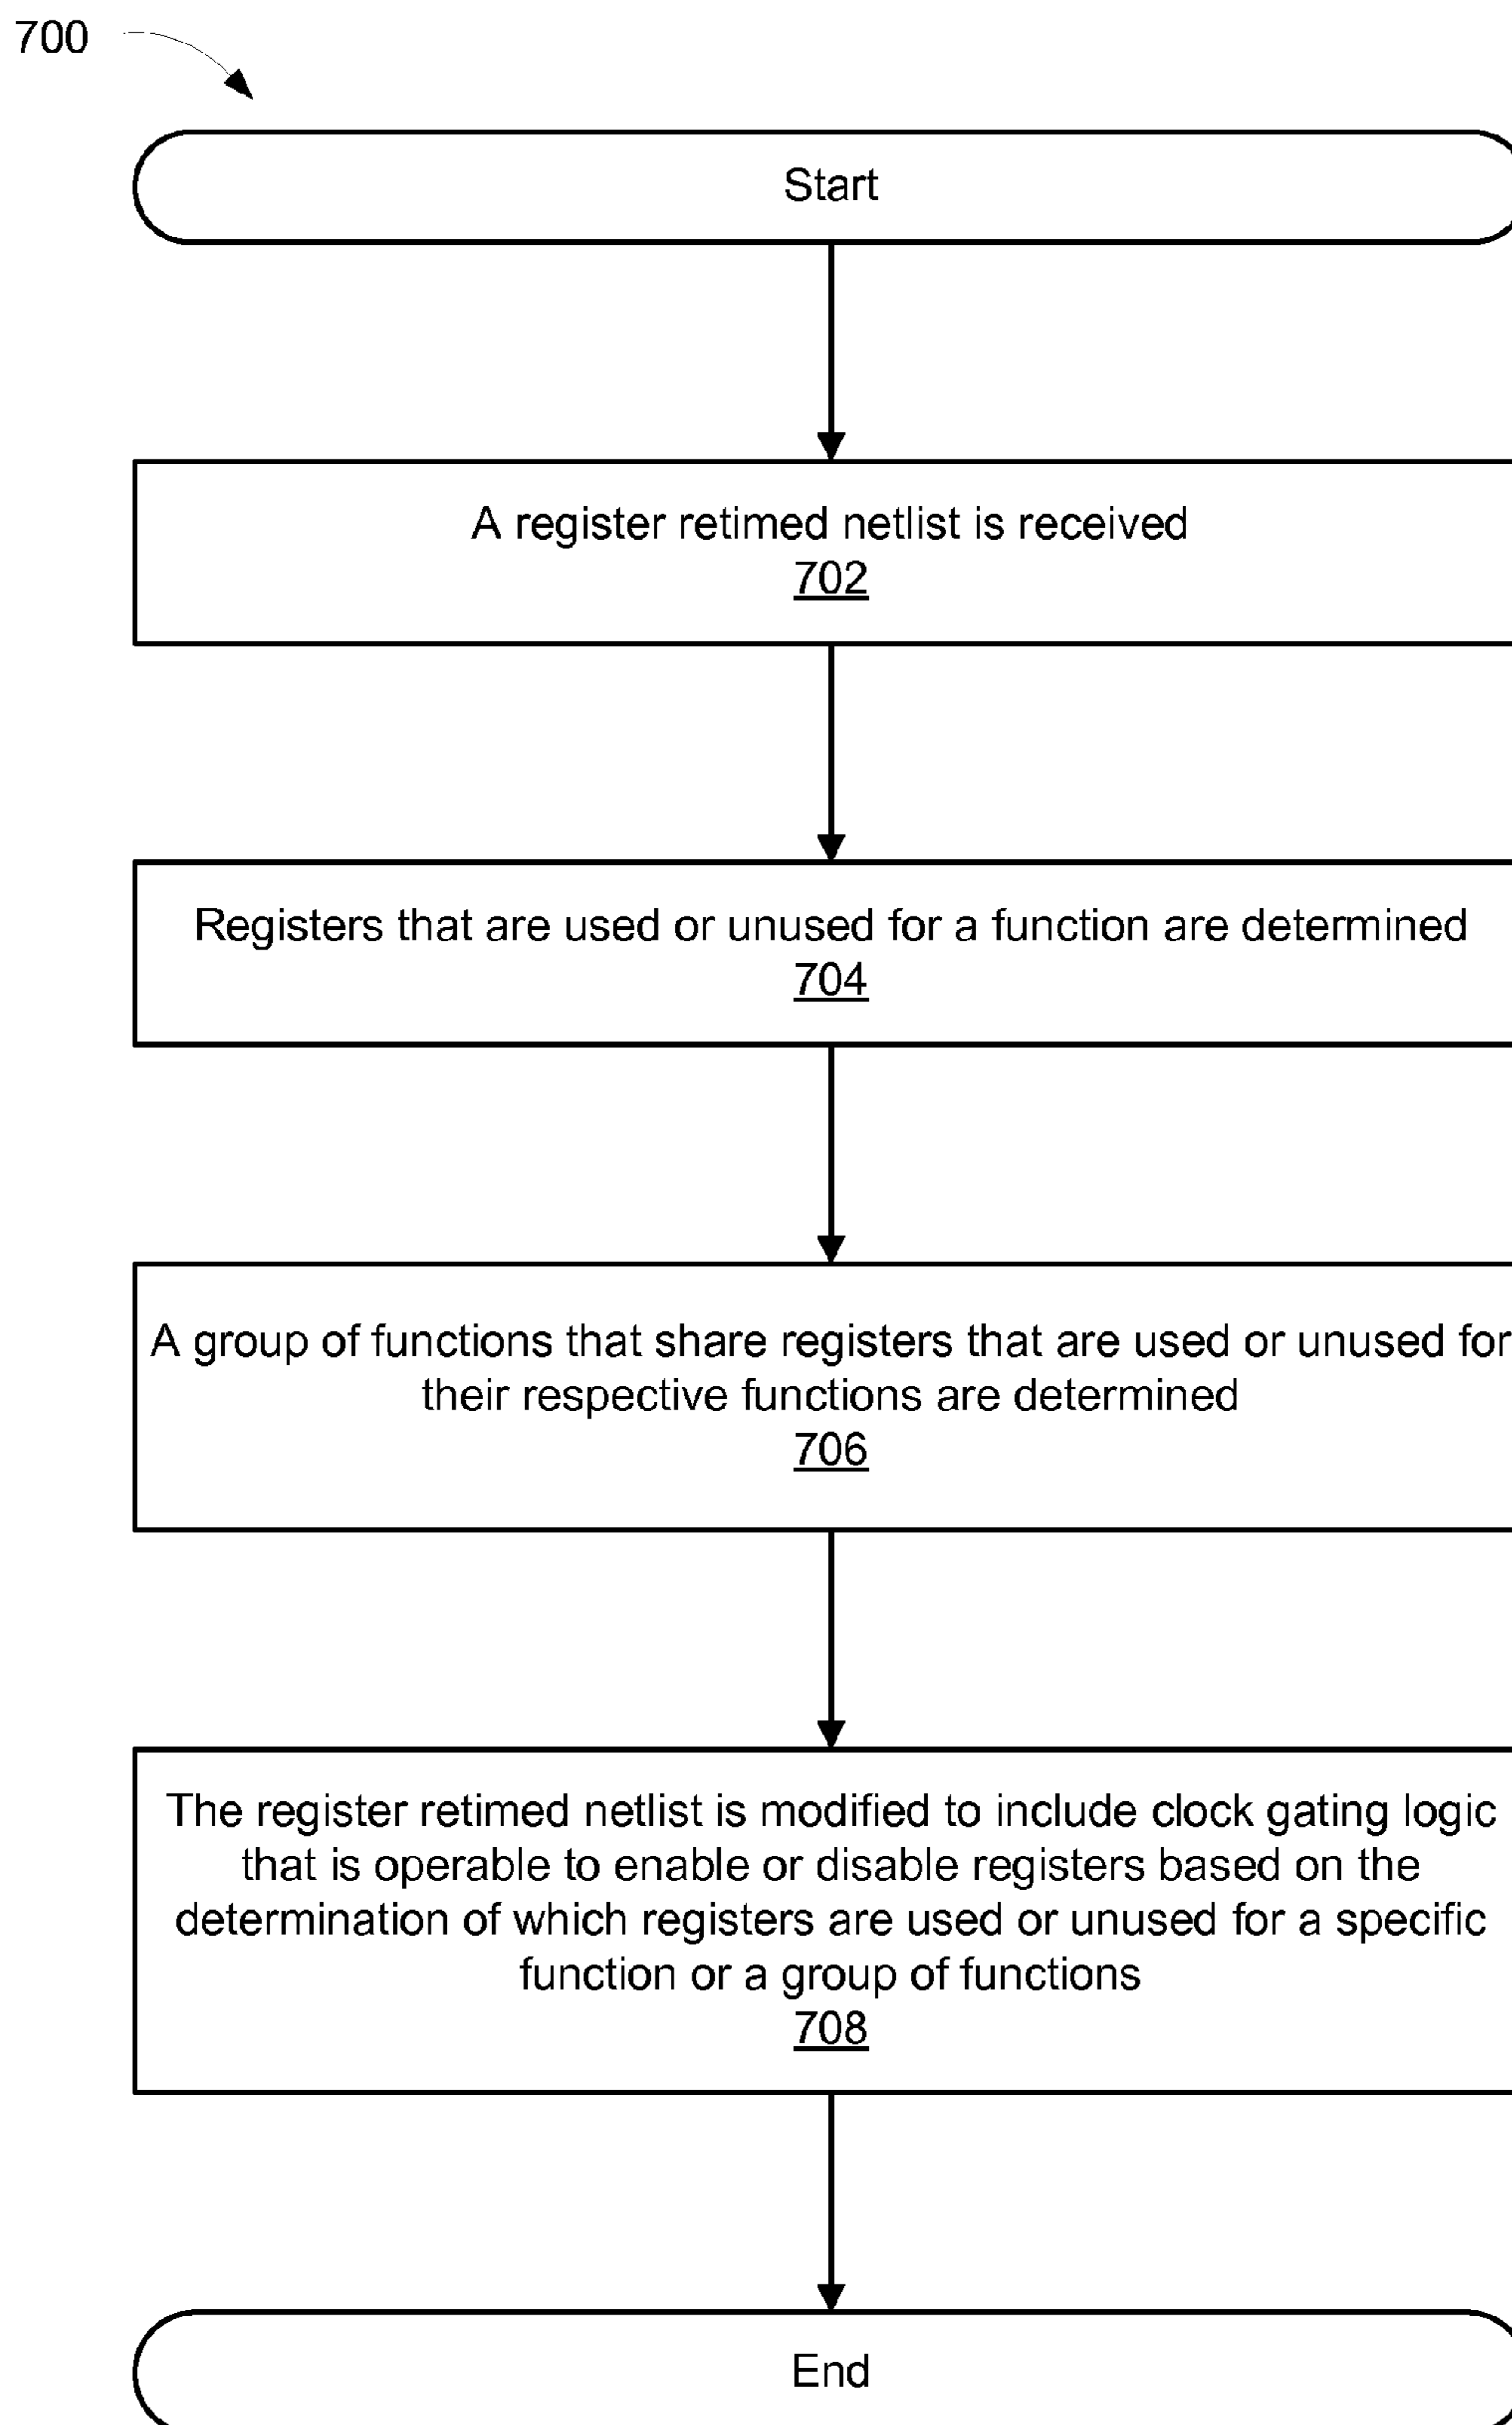 700
Start
A register retimed netlist is received
702
Registers that are used or unused for a function are determined
704
A group of functions that share registers that are used or unused for
their respective functions are determined
706
The register retimed netlist is modified to include clock gating logic
that is operable to enable or disable registers based on the
determination of which registers are used or unused for a specific
function or a group of functions
708
End